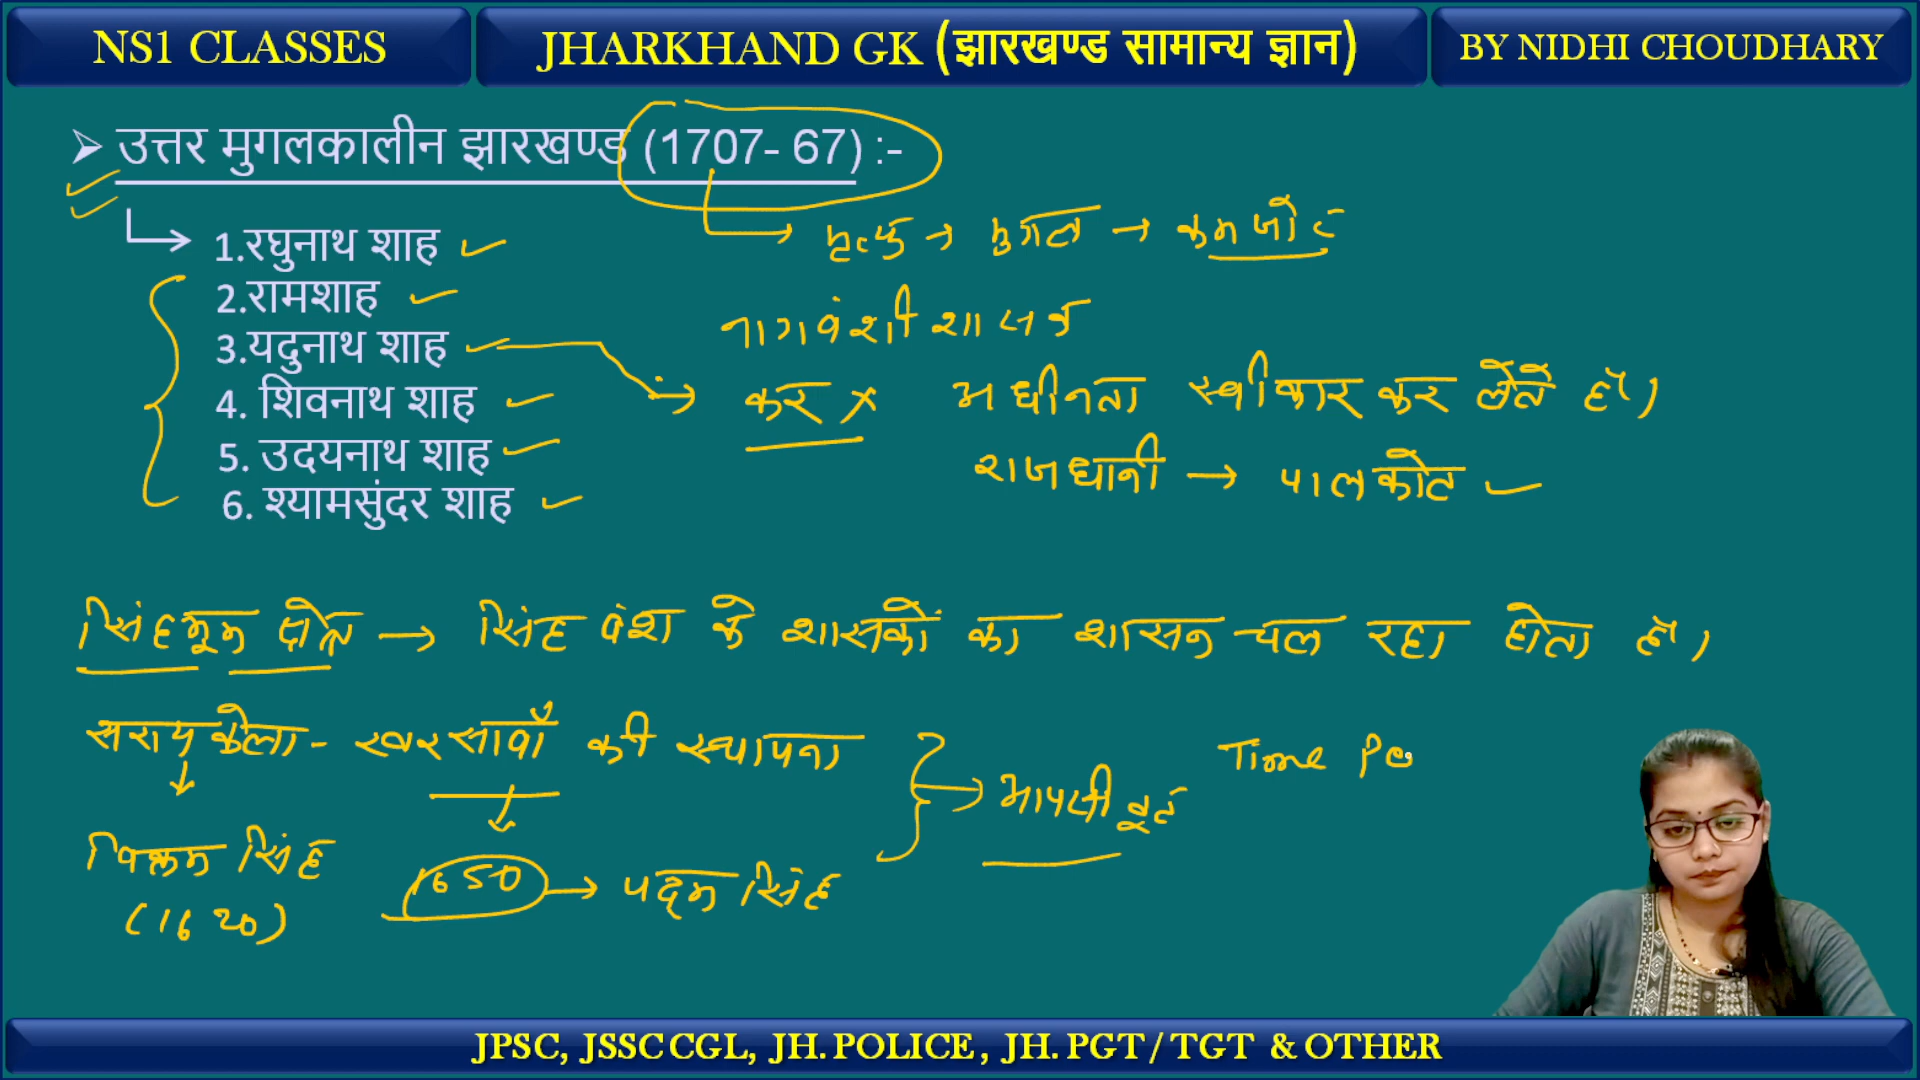 NS1 CLASSES
JHARKHAND GK (झारखण्ड सामान्य ज्ञान)
BY NIDHI CHOUDHARY
➢ उत्तर मुगलकालीन झारखण्ड (1707- 67) :-
1.रघुनाथ शाह
2.रामशाह
3.यदुनाथ शाह
4. शिवनाथ शाह
5. उदयनाथ शाह
6. श्यामसुंदर शाह
→ मुगल → कमजोर
नागवंशी शासक
→ कर × अधीनता स्वीकार कर लेते हैं।
राजधानी → पालकोट
सिंहभूम क्षेत्र → सिंह वंश के शासकों का शासन चल रहा होता है।
सरायकेला - खरसावाँ की स्थापना
विक्रम सिंह
(1620)
1650 → पदम सिंह
Time Pe
JPSC, JSSC CGL, JH. POLICE, JH. PGT / TGT & OTHER